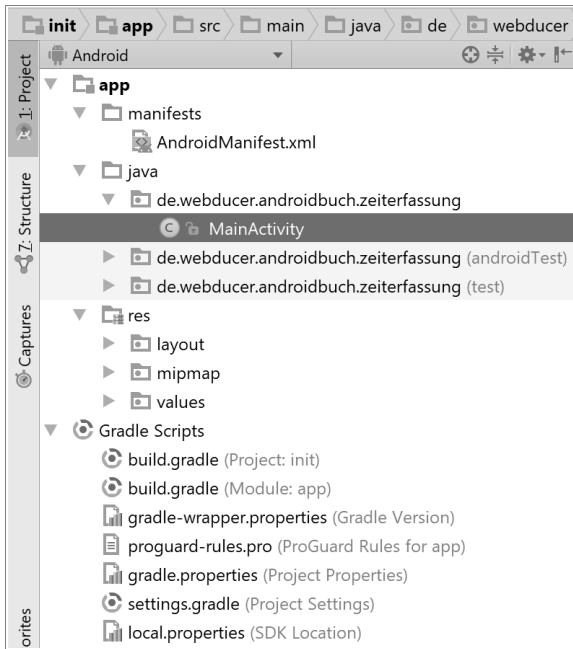 init app src main java de webducer
Android
1: Project
app
manifests
AndroidManifest.xml
java
de.webducer.androidbuch.zeiterfassung
C MainActivity
de.webducer.androidbuch.zeiterfassung (androidTest)
de.webducer.androidbuch.zeiterfassung (test)
res
layout
mipmap
values
Gradle Scripts
build.gradle (Project: init)
build.gradle (Module: app)
gradle-wrapper.properties (Gradle Version)
proguard-rules.pro (ProGuard Rules for app)
gradle.properties (Project Properties)
settings.gradle (Project Settings)
local.properties (SDK Location)
Z: Structure
Captures
orites